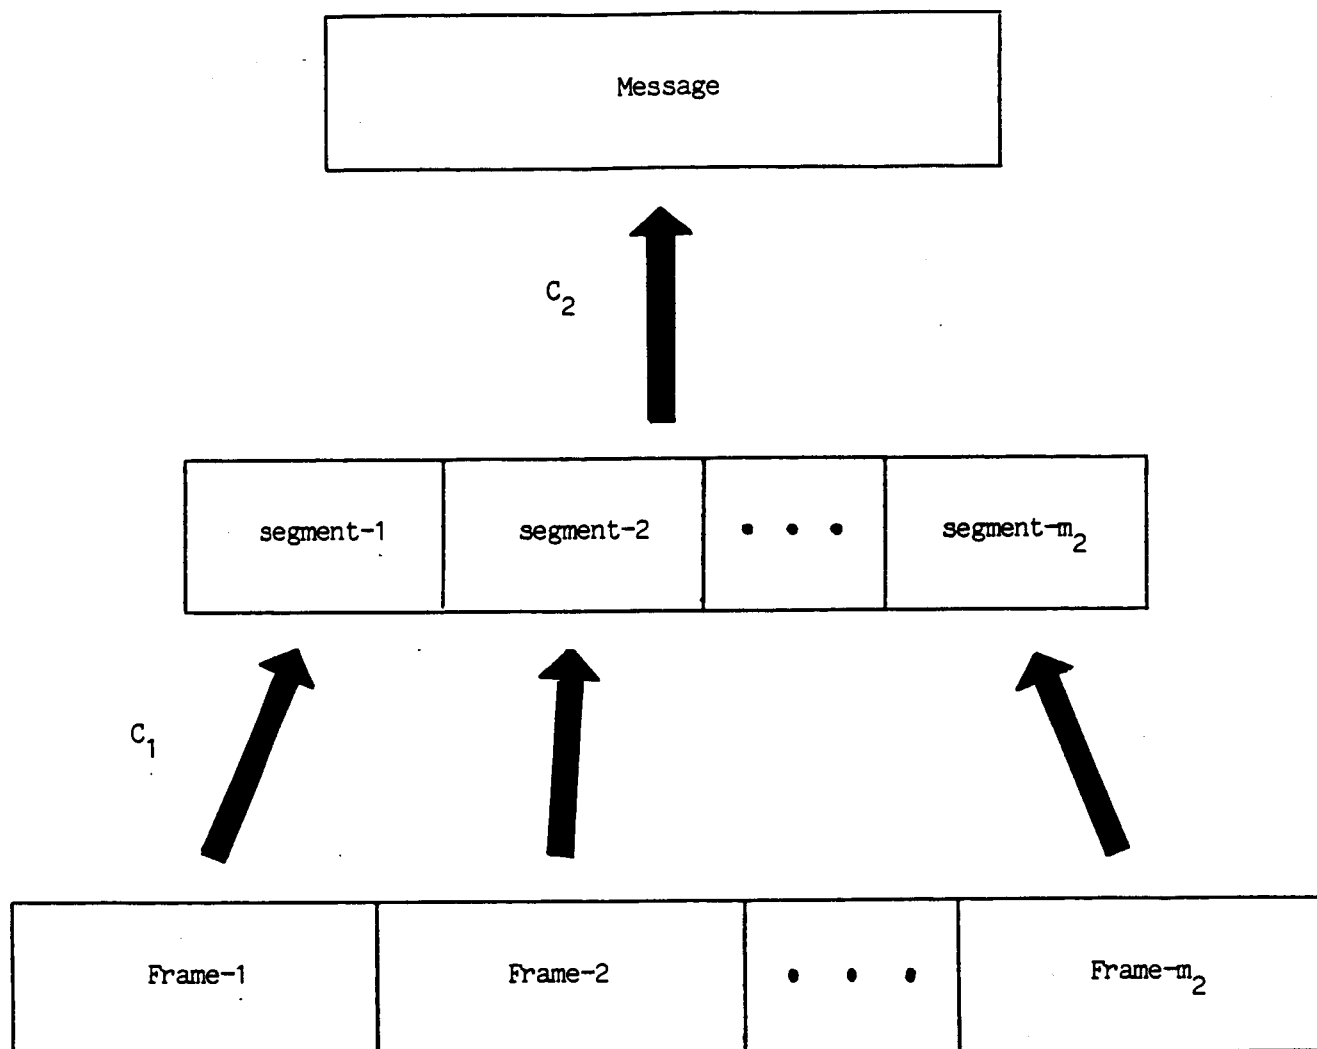 Message
C₂
segment-1 segment-2 • • • segment-m₂
C₁
Frame-1 Frame-2 • • • Frame-m₂